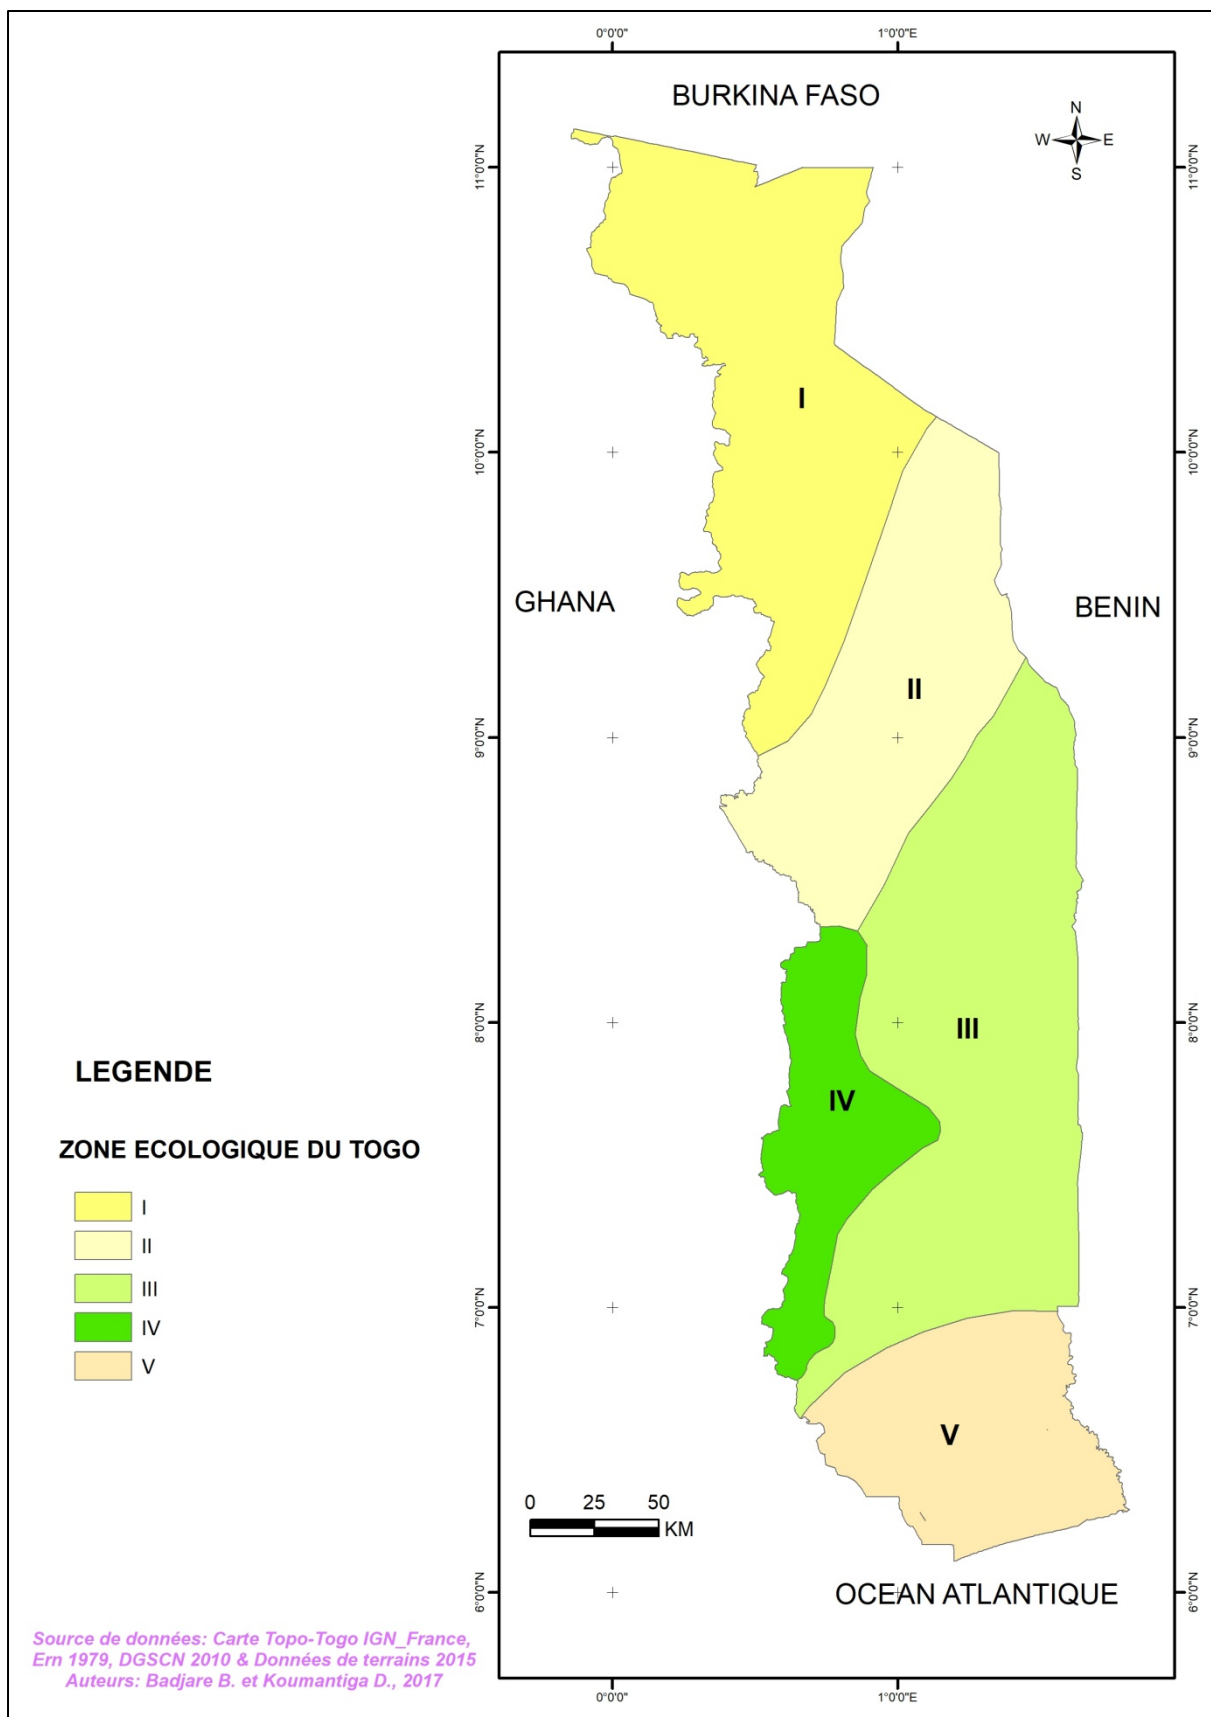 0°0'0"
1°0'0"E
BURKINA FASO
N
W
E
S
11°0'0"N
11°0'0"N
I
10°0'0"N
10°0'0"N
GHANA
BENIN
II
9°0'0"N
9°0'0"N
8°0'0"N
8°0'0"N
III
LEGENDE
IV
ZONE ECOLOGIQUE DU TOGO
I
II
III
IV
V
7°0'0"N
7°0'0"N
V
0 25 50
KM
6°0'0"N
6°0'0"N
OCEAN ATLANTIQUE
Source de données: Carte Topo-Togo IGN_France,
Ern 1979, DGSCN 2010 & Données de terrains 2015
Auteurs: Badjare B. et Koumantiga D., 2017
0°0'0"
1°0'0"E